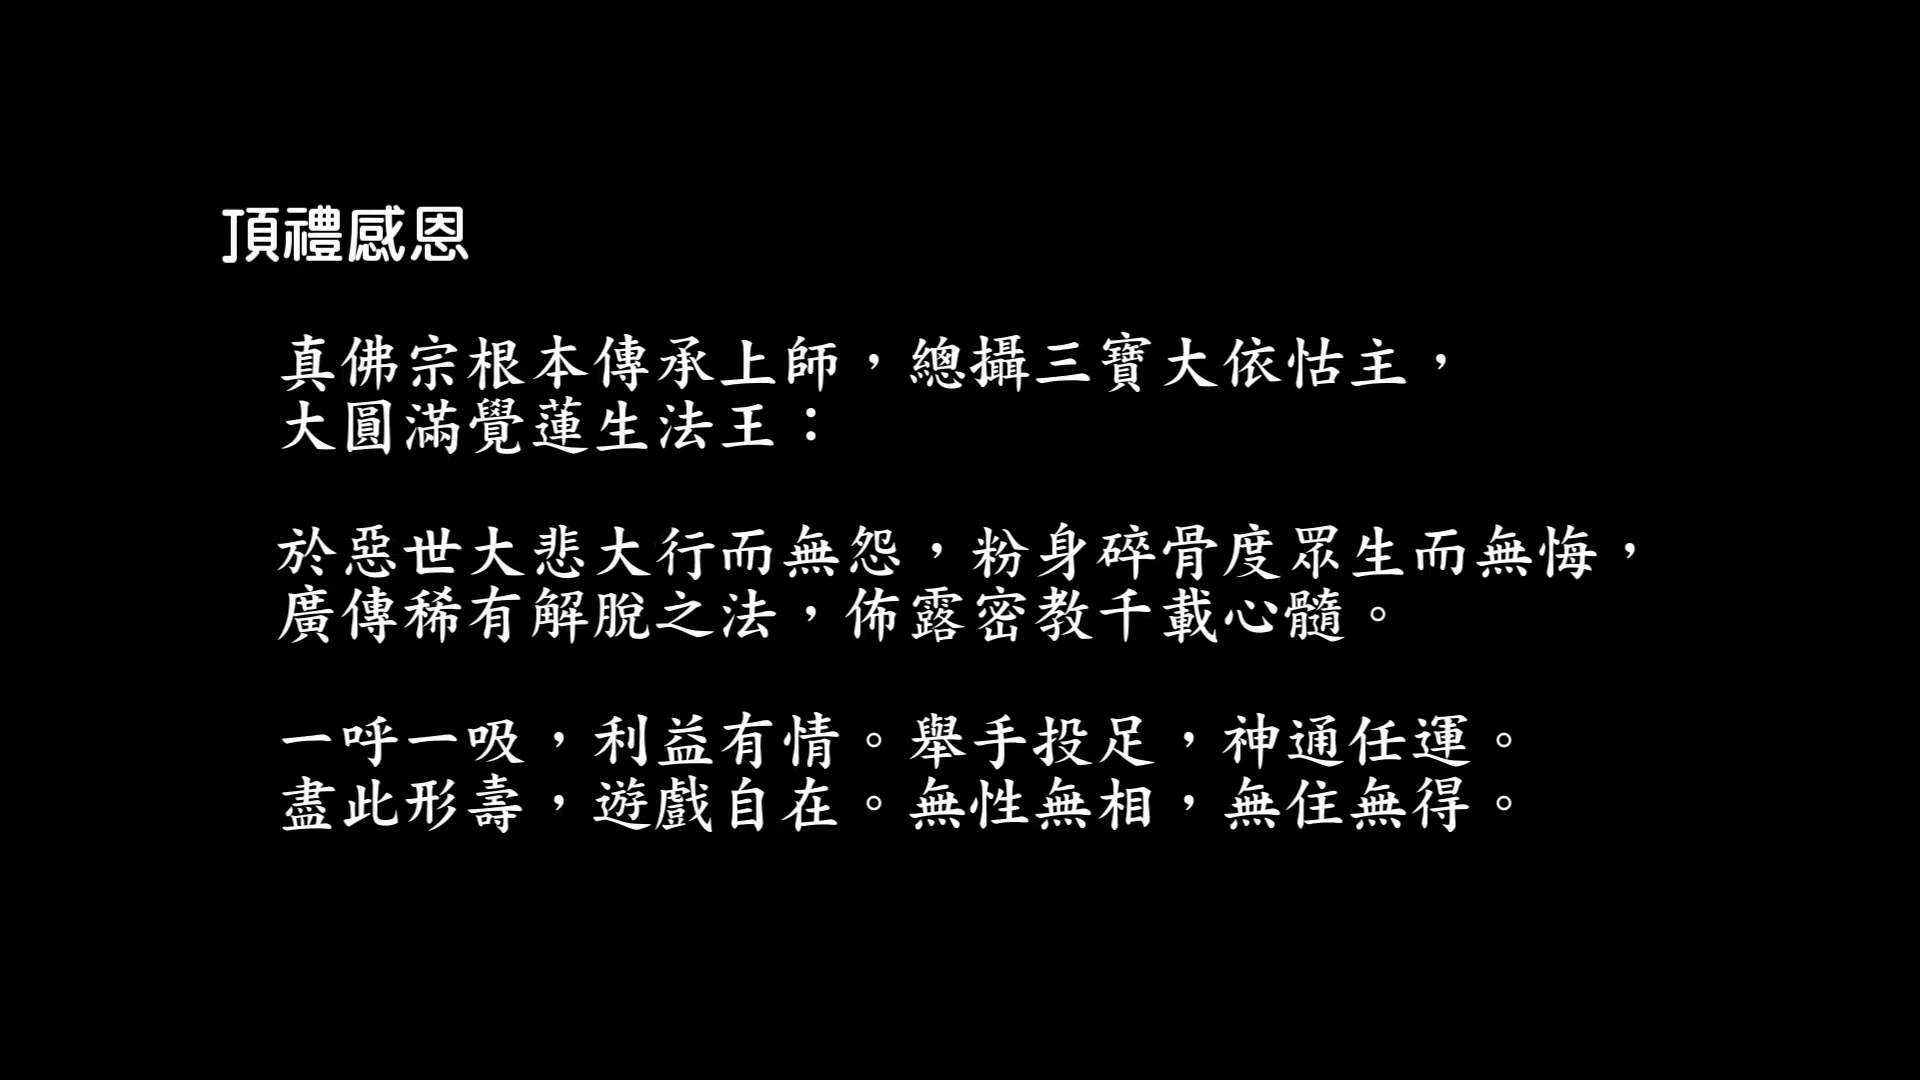 頂禮感恩
真佛宗根本傳承上師，總攝三寶大依怙主，
大圓滿覺蓮生法王：
於惡世大悲大行而無怨，粉身碎骨度眾生而無悔，
廣傳稀有解脫之法，佈露密教千載心髓。
一呼一吸，利益有情。舉手投足，神通任運。
盡此形壽，遊戲自在。無性無相，無住無得。